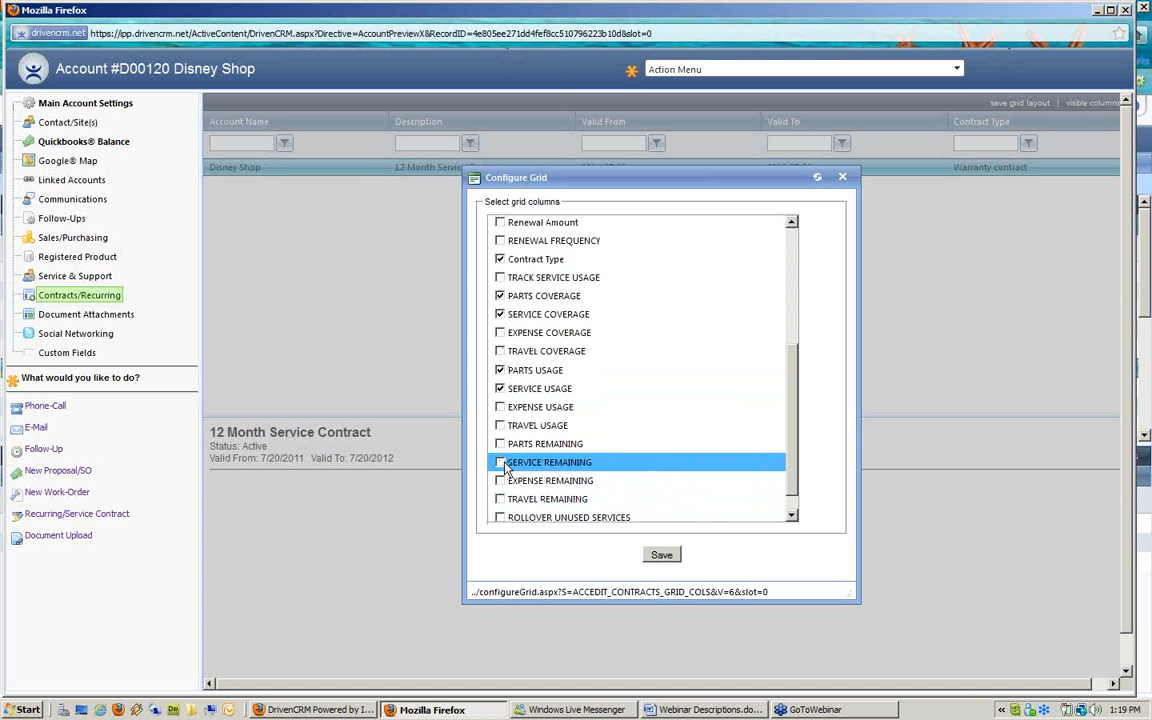 Mozilla Firefox
drivencrm.net https://ipp.drivencrm.net/ActiveContent/DrivenCRM.aspx?Directive=AccountPreviewX&RecordID=4e805ee271dd4fef8cc510796223b10d&slot=0
Account #D00120 Disney Shop
Action Menu
Main Account Settings
Contact/Site(s)
Quickbooks® Balance
Google® Map
Linked Accounts
Communications
Follow-Ups
Sales/Purchasing
Registered Product
Service & Support
Contracts/Recurring
Document Attachments
Social Networking
Custom Fields
What would you like to do?
Phone-Call
E-Mail
Follow-Up
New Proposal/SO
New Work-Order
Recurring/Service Contract
Document Upload
save grid layout | visible columns
Account Name Description Valid From Valid To Contract Type
Disney Shop 12 Month Servic Warranty contract
12 Month Service Contract
Status: Active
Valid From: 7/20/2011 Valid To: 7/20/2012
Configure Grid
Select grid columns
Renewal Amount
RENEWAL FREQUENCY
Contract Type
TRACK SERVICE USAGE
PARTS COVERAGE
SERVICE COVERAGE
EXPENSE COVERAGE
TRAVEL COVERAGE
PARTS USAGE
SERVICE USAGE
EXPENSE USAGE
TRAVEL USAGE
PARTS REMAINING
SERVICE REMAINING
EXPENSE REMAINING
TRAVEL REMAINING
ROLLOVER UNUSED SERVICES
Save
../configureGrid.aspx?S=ACCEDIT_CONTRACTS_GRID_COLS&V=6&slot=0
Start DrivenCRM Powered by I... Mozilla Firefox Windows Live Messenger Webinar Descriptions.do... GoToWebinar « 1:19 PM